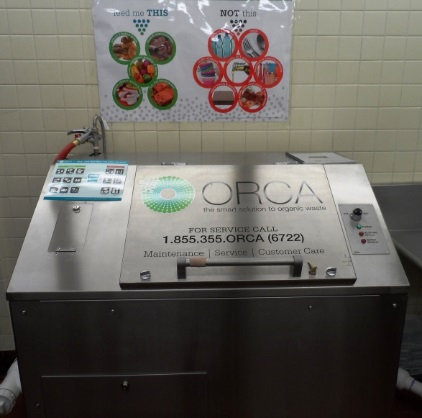 feed me THIS
NOT this
ORCA
the smart solution to organic waste
FOR SERVICE CALL
1.855.355.ORCA (6722)
Maintenance | Service | Customer Care